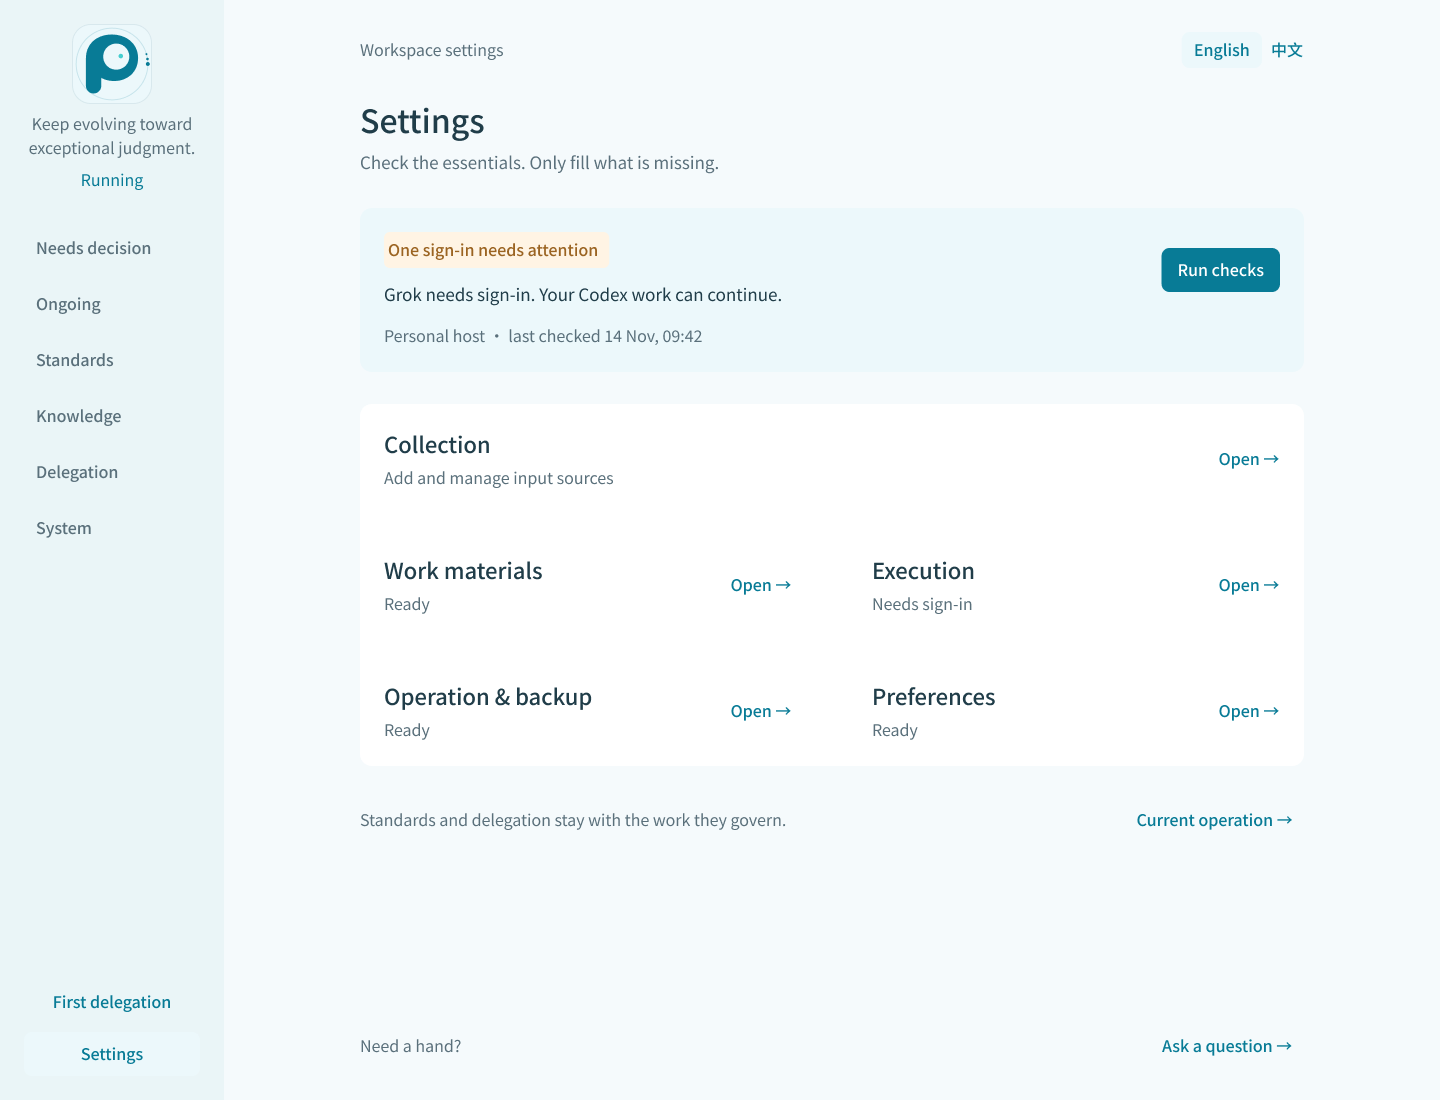 Keep evolving toward
exceptional judgment.
Running
Needs decision
Ongoing
Standards
Knowledge
Delegation
System
First delegation
Settings
Workspace settings
English 中文
Settings
Check the essentials. Only fill what is missing.
One sign-in needs attention
Grok needs sign-in. Your Codex work can continue.
Personal host • last checked 14 Nov, 09:42
Run checks
Collection
Add and manage input sources
Open →
Work materials
Ready
Open →
Execution
Needs sign-in
Open →
Operation & backup
Ready
Open →
Preferences
Ready
Open →
Standards and delegation stay with the work they govern.
Current operation →
Need a hand?
Ask a question →